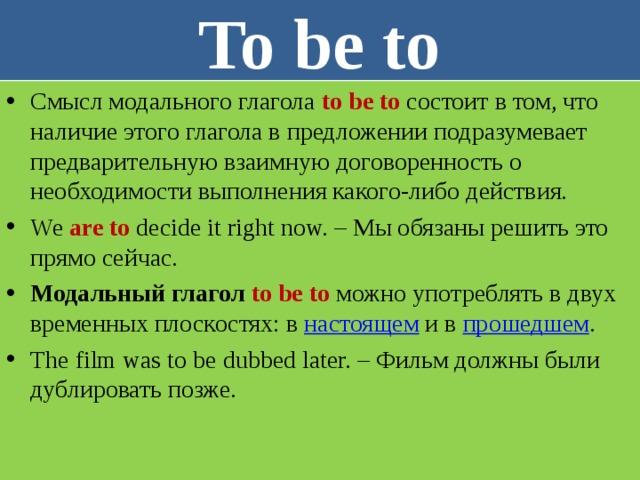 To be to
• Смысл модального глагола to be to состоит в том, что
наличие этого глагола в предложении подразумевает
предварительную взаимную договоренность о
необходимости выполнения какого-либо действия.
• We are to decide it right now. – Мы обязаны решить это
прямо сейчас.
• Модальный глагол to be to можно употреблять в двух
временных плоскостях: в настоящем и в прошедшем.
• The film was to be dubbed later. – Фильм должны были
дублировать позже.